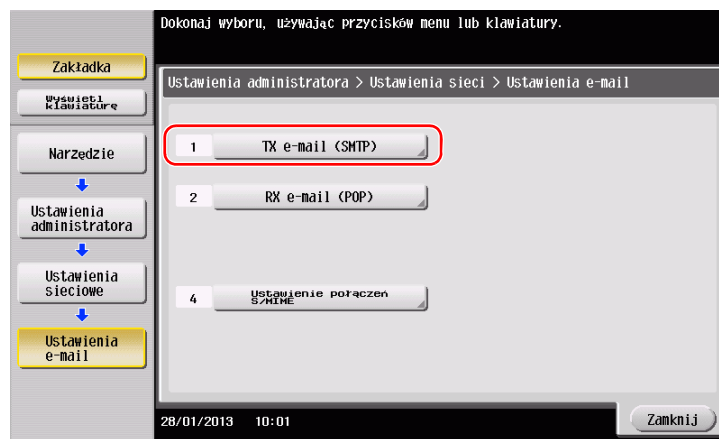 Dokonaj wyboru, używając przycisków menu lub klawiatury.
Zakładka
Wyświetl
klawiaturę
Ustawienia administratora > Ustawienia sieci > Ustawienia e-mail
1 TX e-mail (SMTP)
Narzędzie
2 RX e-mail (POP)
Ustawienia
administratora
Ustawienia
sieciowe
4 Ustawienie połączeń
S/MIME
Ustawienia
e-mail
28/01/2013 10:01
Zamknij